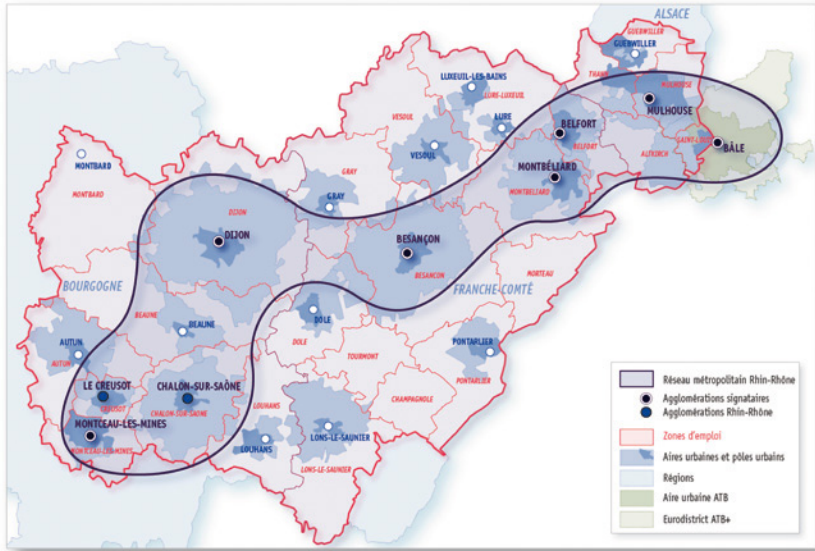 ALSACE
GUEBWILLER
GUEBWILLER
THANN
MULHOUSE
MULHOUSE
LUXEUIL-LES-BAINS
LURE-LUXEUIL
LURE
VESOUL
VESOUL
BELFORT
BELFORT
SAINT-LOUIS
BÂLE
ALTKIRCH
MONTBÉLIARD
MONTBELIARD
MONTBARD
MONTBARD
GRAY
GRAY
DIJON
DIJON
BESANÇON
BESANCON
MORTEAU
BOURGOGNE
FRANCHE-COMTÉ
BEAUNE
BEAUNE
DOLE
DOLE
AUTUN
AUTUN
TOURMONT
PONTARLIER
PONTARLIER
LE CREUSOT
CREUSOT
CHALON-SUR-SAÔNE
CHALON-SUR-SAONE
LOUHANS
CHAMPAGNOLE
MONTCEAU-LES-MINES
MONTCEAU-LES-MINES
LOUHANS
LONS-LE-SAUNIER
LONS-LE-SAUNIER
Réseau métropolitain Rhin-Rhône
Agglomérations signataires
Agglomérations Rhin-Rhône
Zones d'emploi
Aires urbaines et pôles urbains
Régions
Aire urbaine ATB
Eurodistrict ATB+